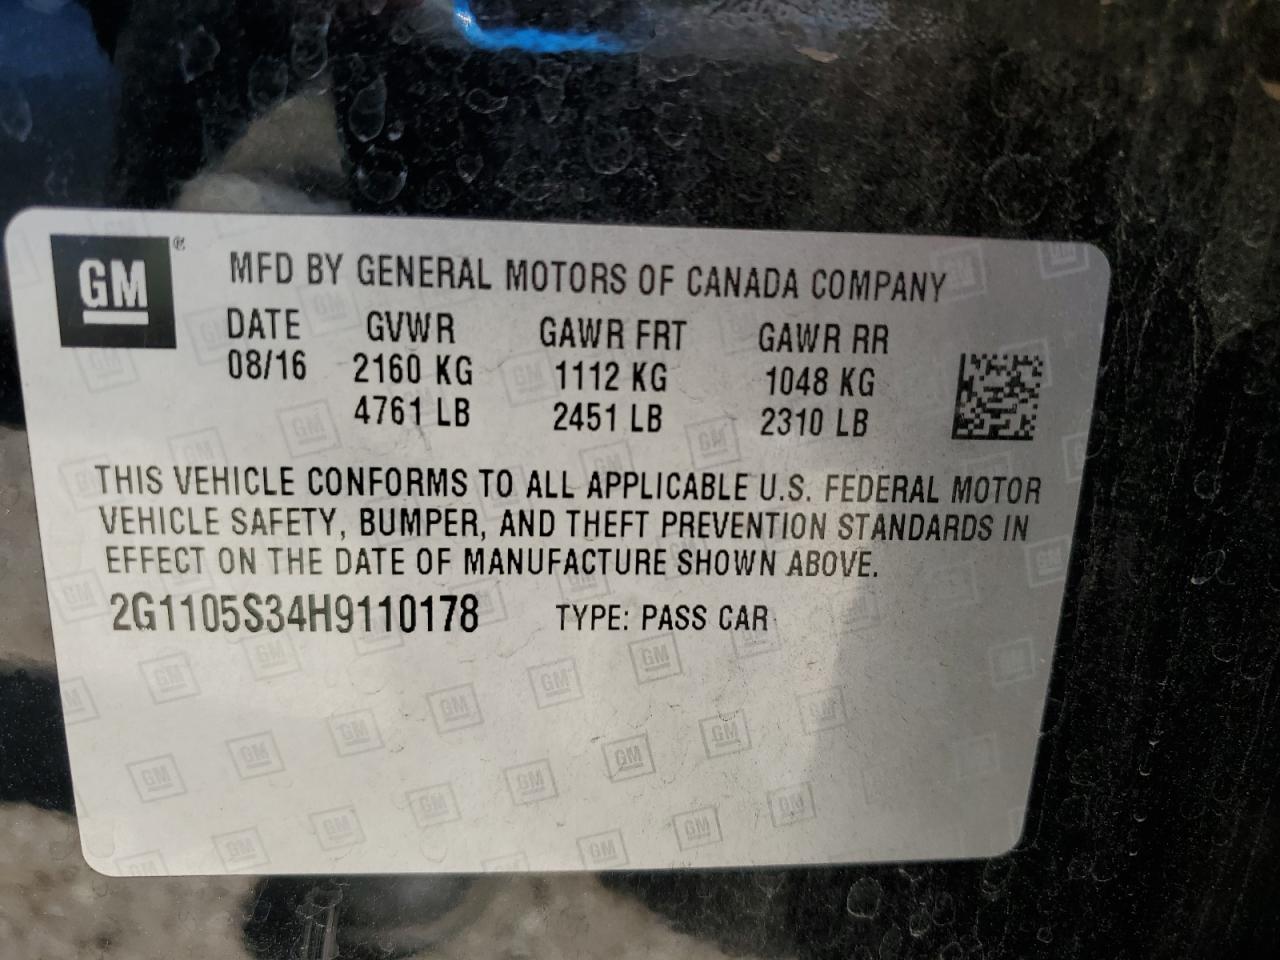 GM ®
MFD BY GENERAL MOTORS OF CANADA COMPANY
DATE GVWR GAWR FRT GAWR RR
08/16 2160 KG 1112 KG 1048 KG
4761 LB 2451 LB 2310 LB
THIS VEHICLE CONFORMS TO ALL APPLICABLE U.S. FEDERAL MOTOR
VEHICLE SAFETY, BUMPER, AND THEFT PREVENTION STANDARDS IN
EFFECT ON THE DATE OF MANUFACTURE SHOWN ABOVE.
2G1105S34H9110178 TYPE: PASS CAR